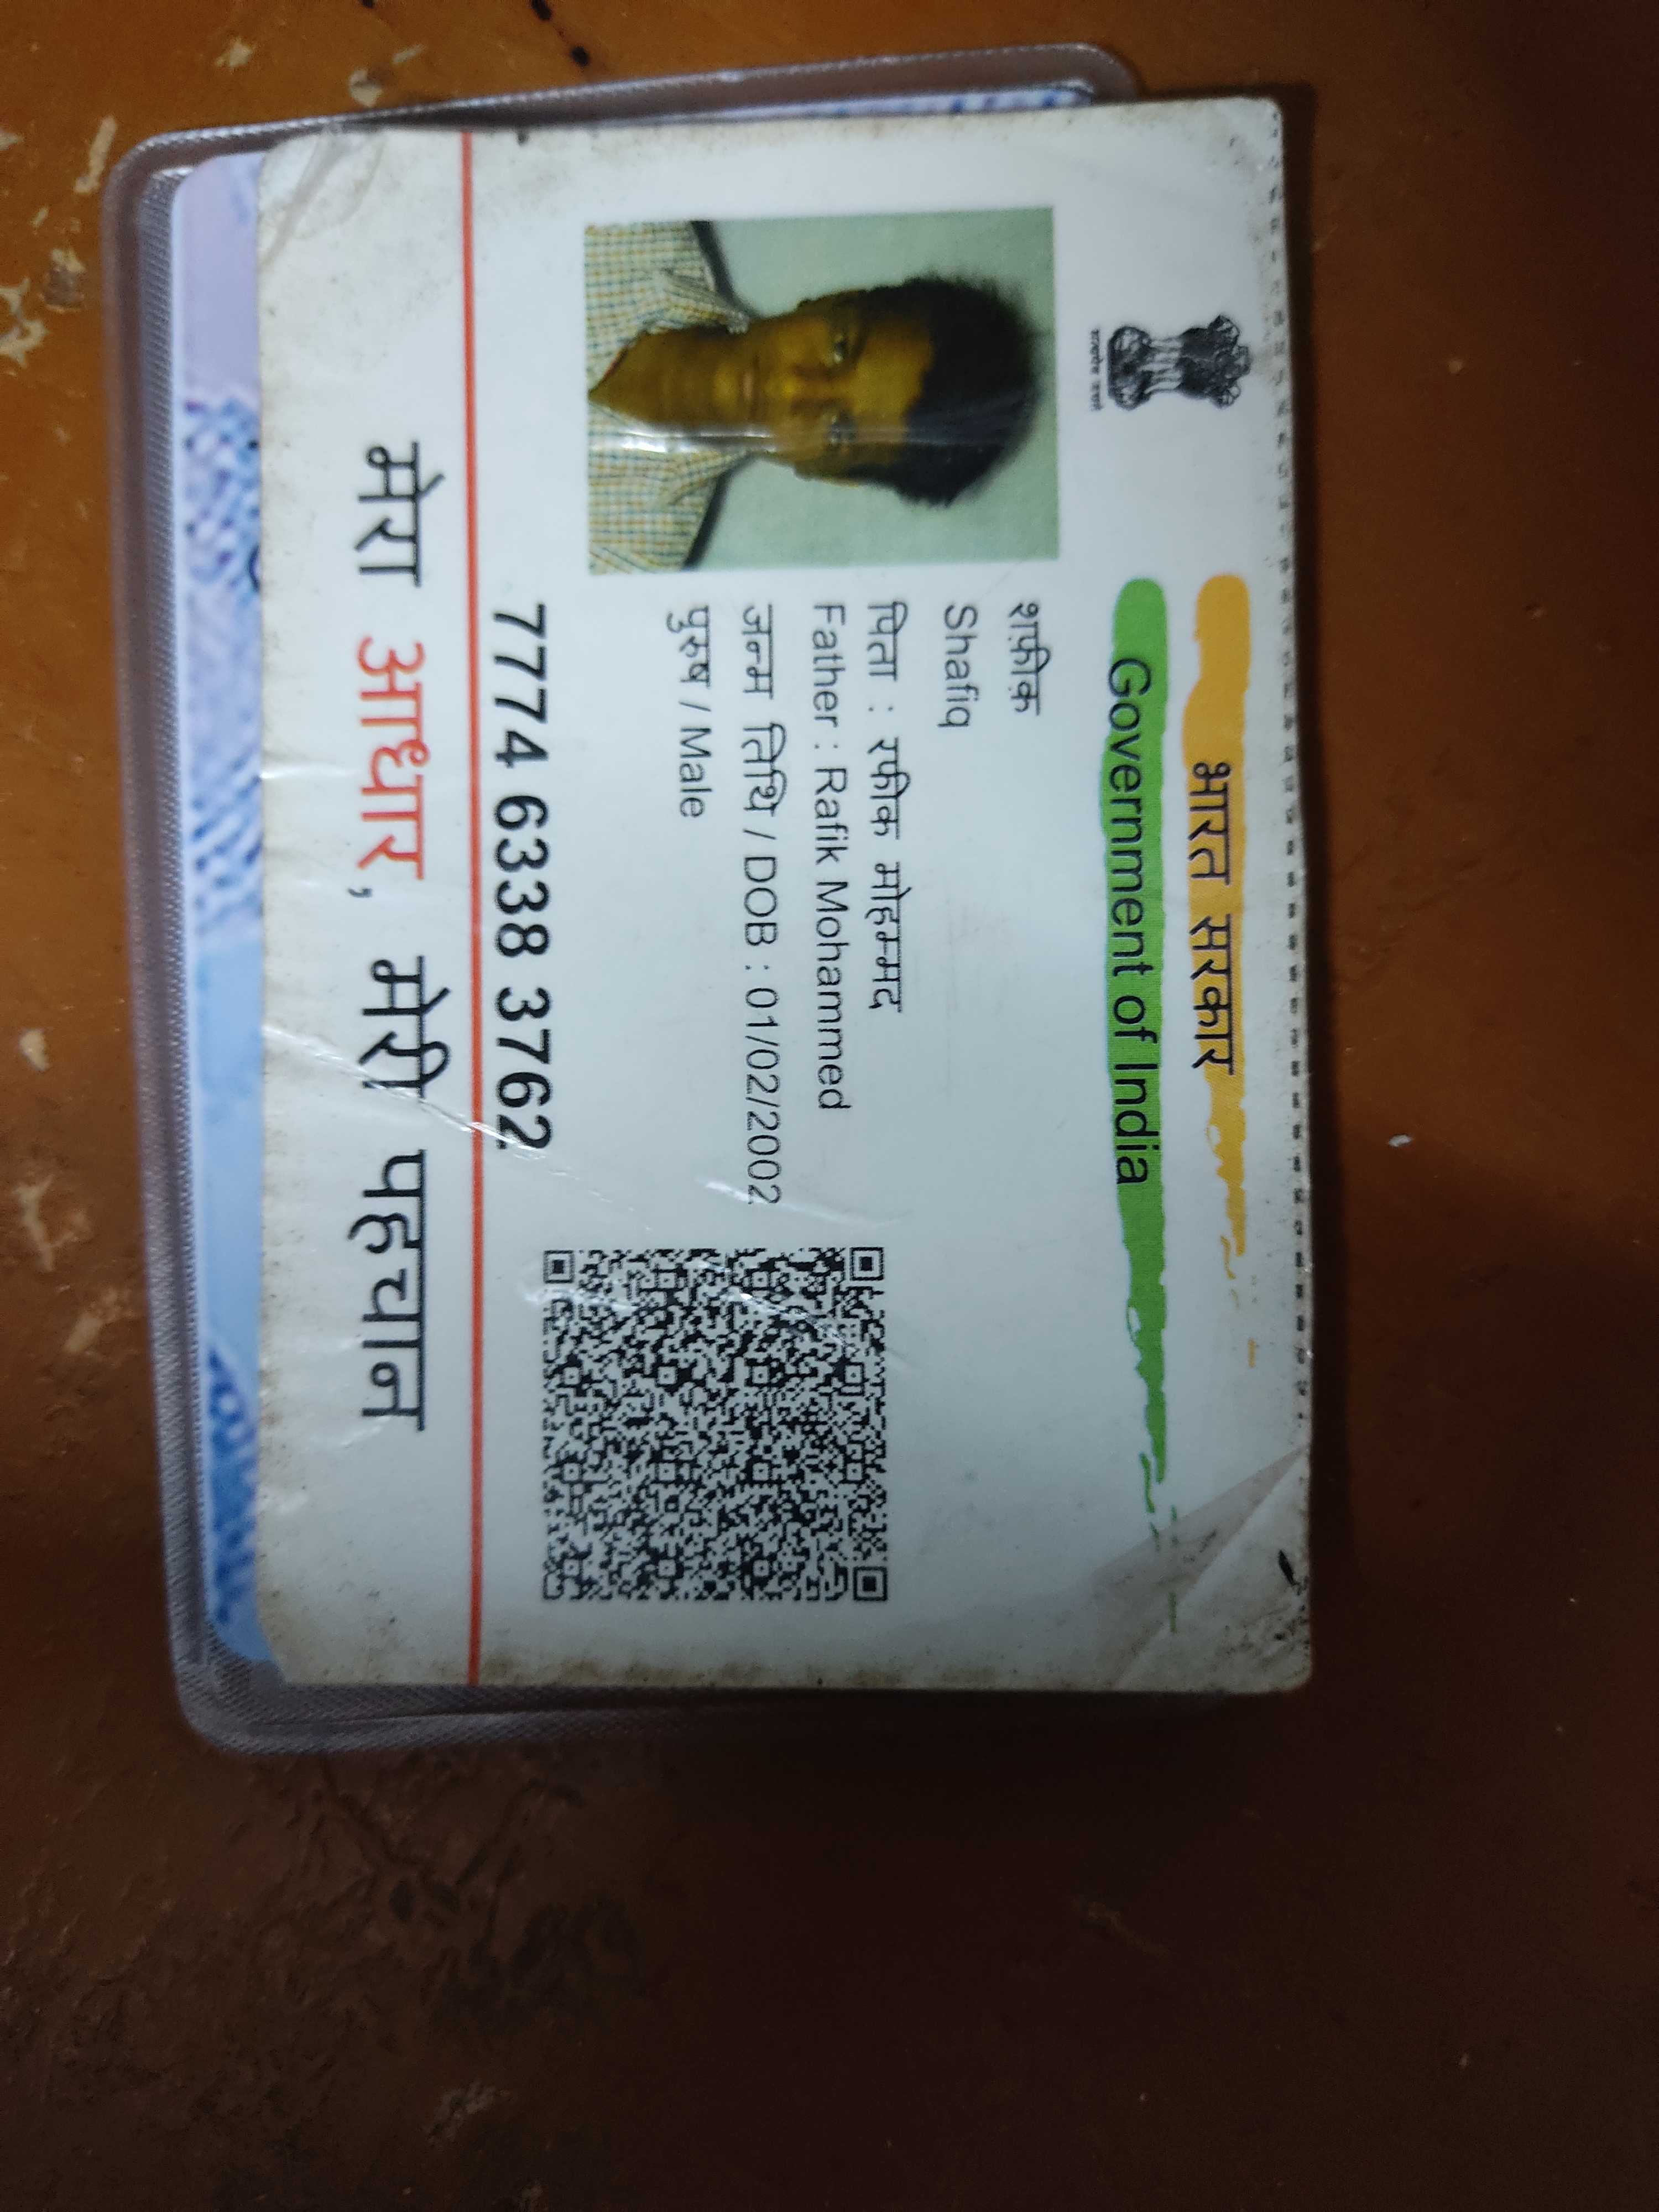 भारत सरकार
Government of India
सत्यमेव जयते
शफ़ीक़
Shafiq
पिता : रफीक मोहम्मद
Father : Rafik Mohammed
जन्म तिथि / DOB : 01/02/2002
पुरुष / Male
7774 6338 3762
मेरा आधार, मेरी पहचान